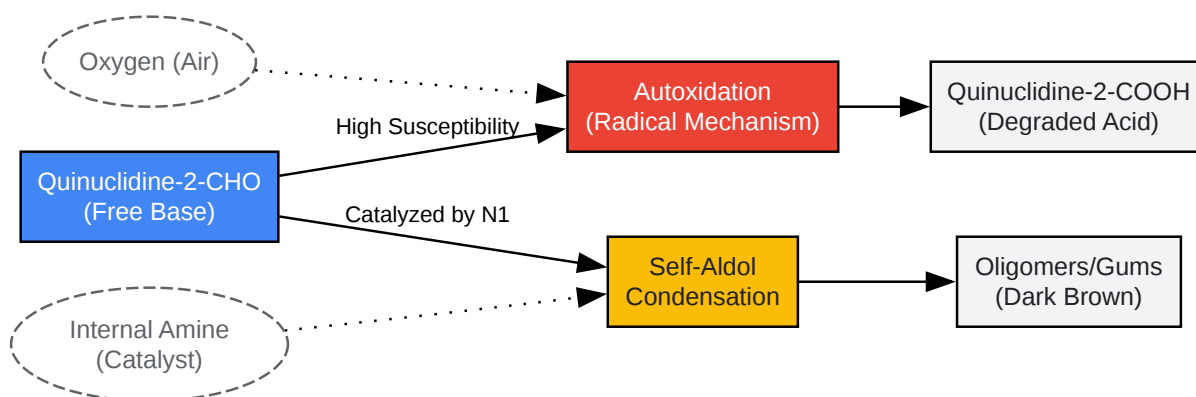 Oxygen (Air)
Autoxidation
(Radical Mechanism)
Quinuclidine-2-COOH
(Degraded Acid)
High Susceptibility
Quinuclidine-2-CHO
(Free Base)
Catalyzed by N1
Self-Aldol
Condensation
Oligomers/Gums
(Dark Brown)
Internal Amine
(Catalyst)